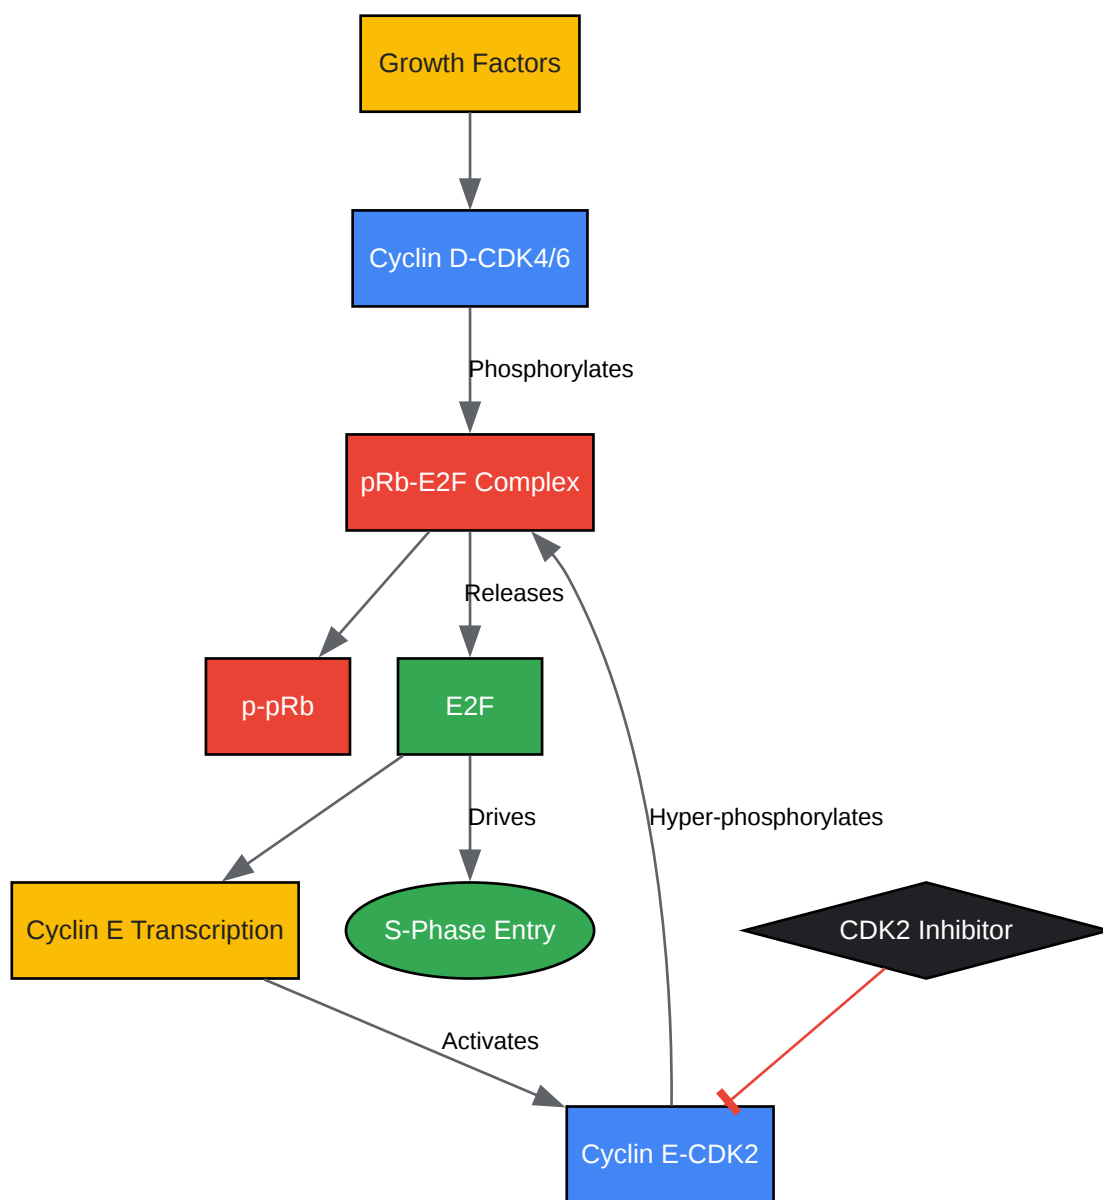 Growth Factors
Cyclin D-CDK4/6
Phosphorylates
pRb-E2F Complex
Releases
p-pRb
E2F
Drives
Hyper-phosphorylates
Cyclin E Transcription
S-Phase Entry
CDK2 Inhibitor
Activates
Cyclin E-CDK2